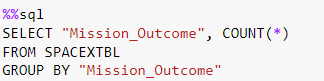 %%sql
SELECT "Mission_Outcome", COUNT(*)
FROM SPACEXTBL
GROUP BY "Mission_Outcome"